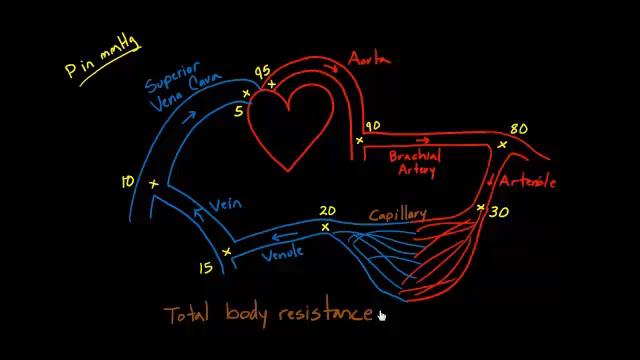 P in mmHg
Superior
Vena Cava
95
Aorta
5
90
80
Brachial
Artery
Arteriole
10
Vein
20
Capillary
30
Venule
15
Total body resistance